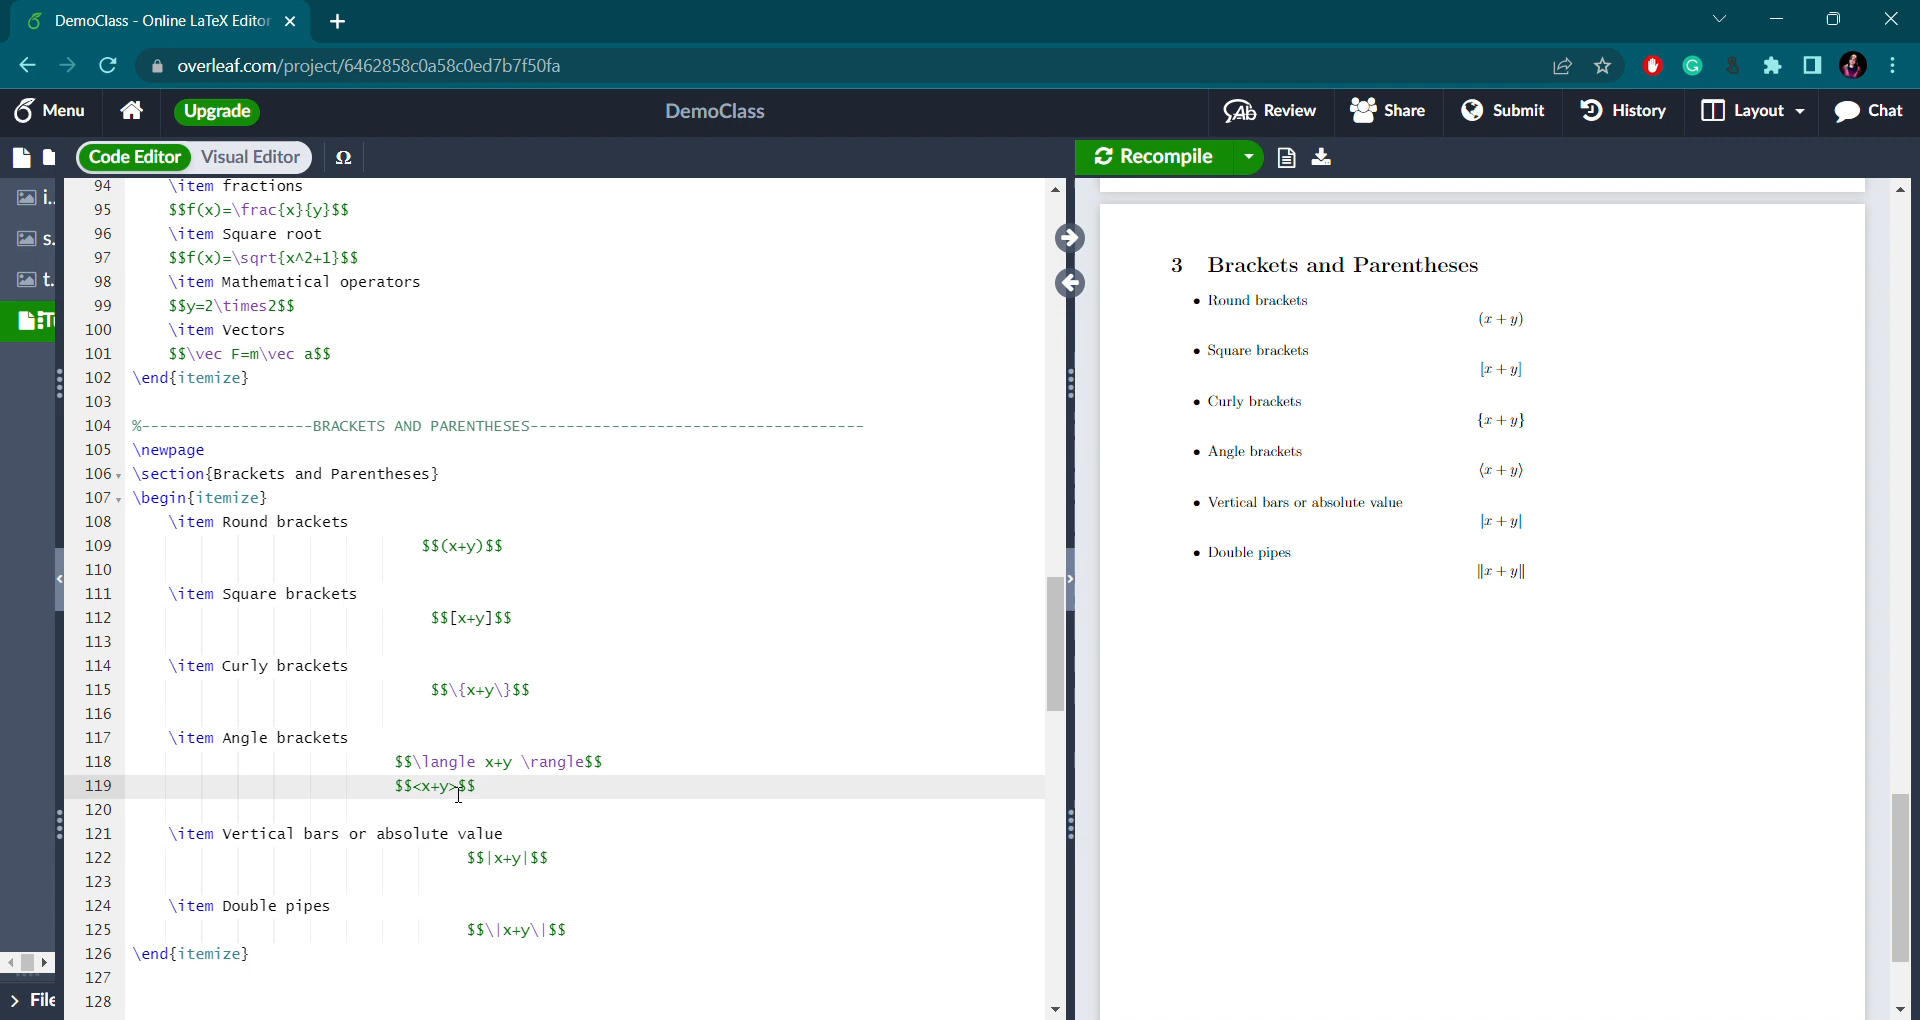 DemoClass - Online LaTeX Editor
overleaf.com/project/6462858c0a58c0ed7b7f50fa
Menu Upgrade DemoClass Review Share Submit History Layout Chat
Code Editor Visual Editor Ω Recompile
94 \item fractions
95 $$f(x)=\frac{x}{y}$$
96 \item Square root
97 $$f(x)=\sqrt{x^2+1}$$
98 \item Mathematical operators
99 $$y=2\times2$$
100 \item Vectors
101 $$\vec F=m\vec a$$
102 \end{itemize}
103
104 %-------------------BRACKETS AND PARENTHESES-------------------------------------
105 \newpage
106 \section{Brackets and Parentheses}
107 \begin{itemize}
108 \item Round brackets
109 $$(x+y)$$
110
111 \item Square brackets
112 $$[x+y]$$
113
114 \item Curly brackets
115 $$\{x+y\}$$
116
117 \item Angle brackets
118 $$\langle x+y \rangle$$
119 $$<x+y>$$
120
121 \item Vertical bars or absolute value
122 $$|x+y|$$
123
124 \item Double pipes
125 $$\|x+y\|$$
126 \end{itemize}
127
128
i..
s.
t.
File
3 Brackets and Parentheses
• Round brackets
(x + y)
• Square brackets
[x + y]
• Curly brackets
{x + y}
• Angle brackets
⟨x + y⟩
• Vertical bars or absolute value
|x + y|
• Double pipes
‖x + y‖